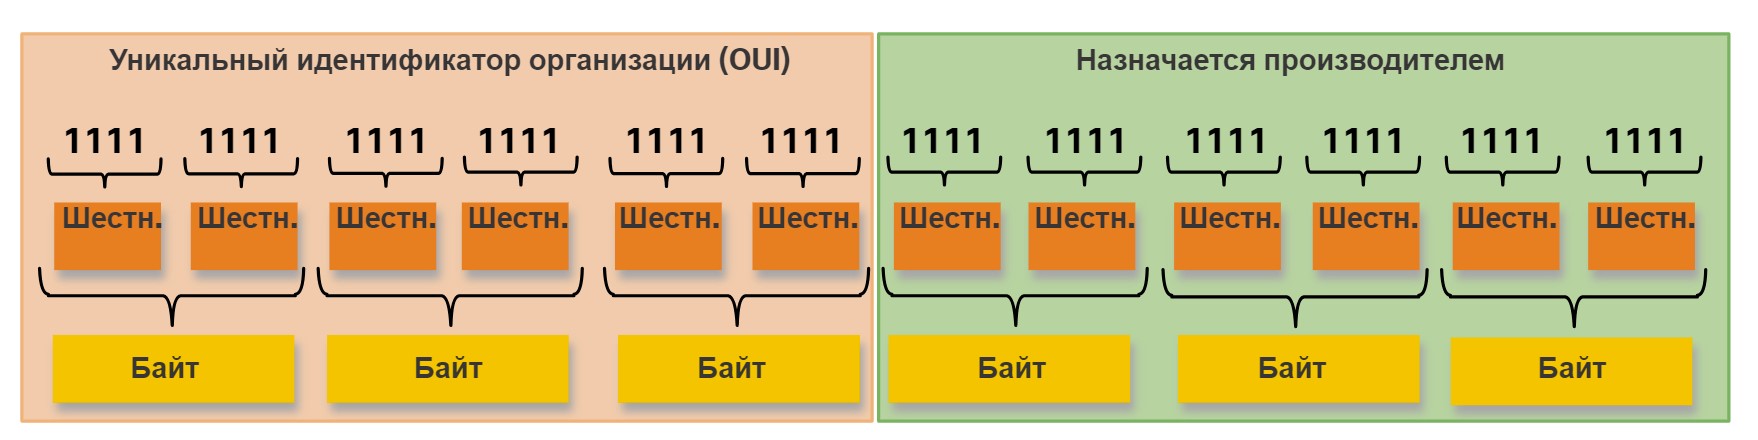 Уникальный идентификатор организации (OUI)
Назначается производителем
1111 1111 1111 1111 1111 1111 1111 1111 1111 1111 1111 1111
Шестн. Шестн. Шестн. Шестн. Шестн. Шестн. Шестн. Шестн. Шестн. Шестн. Шестн. Шестн.
Байт Байт Байт Байт Байт Байт